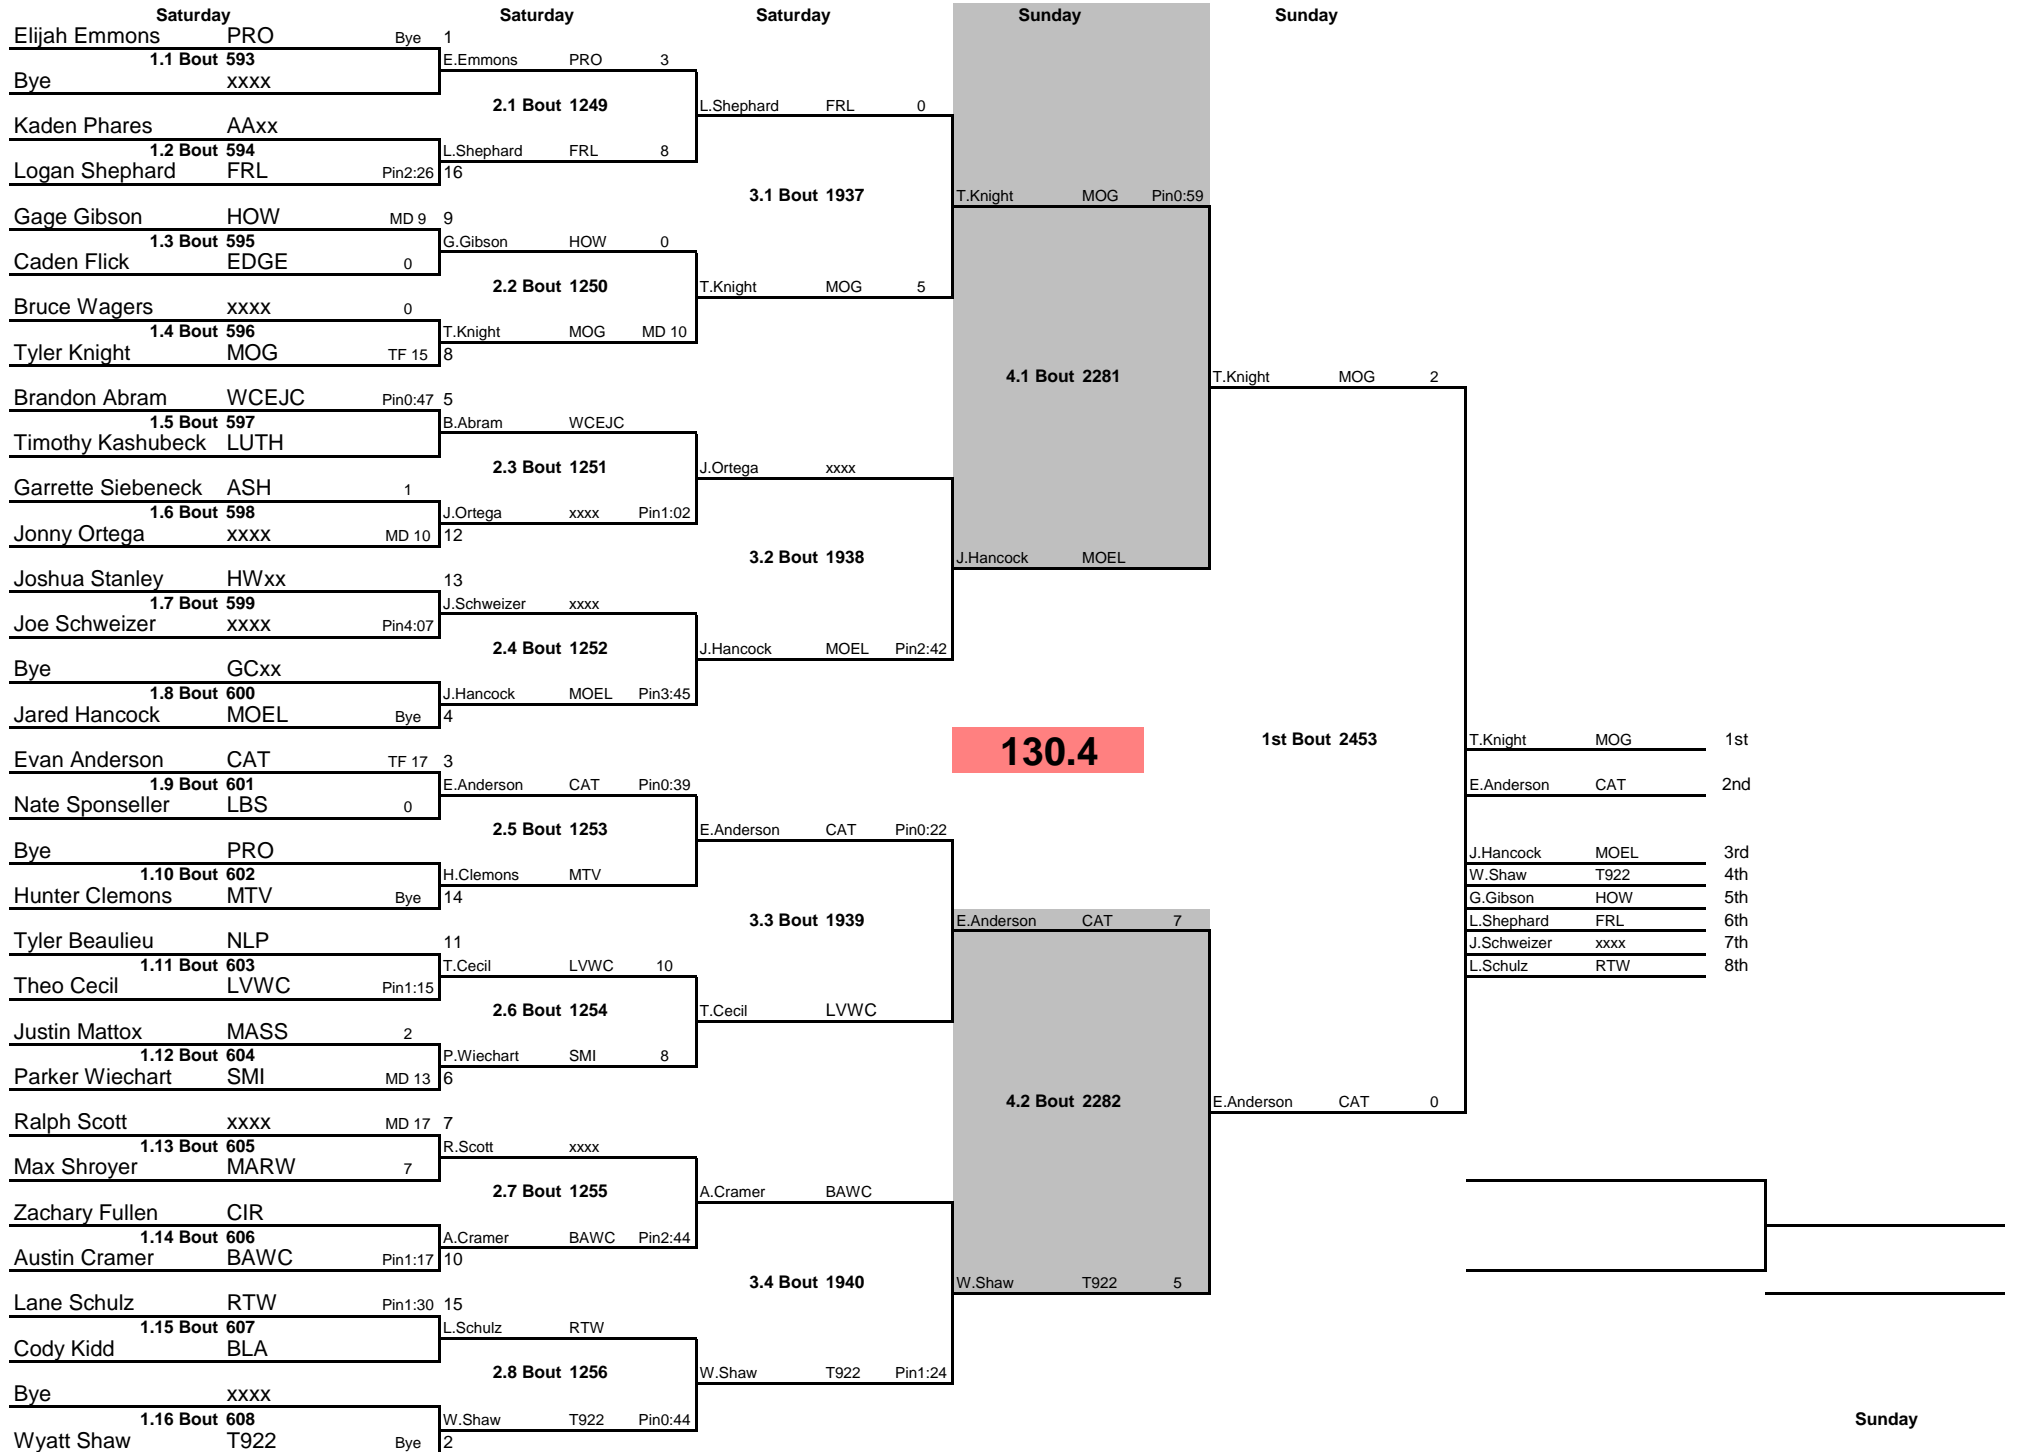 Saturday Saturday Saturday Sunday Sunday
Elijah Emmons PRO Bye 1
1.1 Bout 593 E.Emmons PRO 3
Bye xxxx
2.1 Bout 1249 L.Shephard FRL 0
Kaden Phares AAxx
1.2 Bout 594 L.Shephard FRL 8
Logan Shephard FRL Pin2:26 16
3.1 Bout 1937 T.Knight MOG Pin0:59
Gage Gibson HOW MD 9 9
1.3 Bout 595 G.Gibson HOW 0
Caden Flick EDGE 0
2.2 Bout 1250 T.Knight MOG 5
Bruce Wagers xxxx 0
1.4 Bout 596 T.Knight MOG MD 10
Tyler Knight MOG TF 15 8
4.1 Bout 2281 T.Knight MOG 2
Brandon Abram WCEJC Pin0:47 5
1.5 Bout 597 B.Abram WCEJC
Timothy Kashubeck LUTH
2.3 Bout 1251 J.Ortega xxxx
Garrette Siebeneck ASH 1
1.6 Bout 598 J.Ortega xxxx Pin1:02
Jonny Ortega xxxx MD 10 12
3.2 Bout 1938 J.Hancock MOEL
Joshua Stanley HWxx 13
1.7 Bout 599 J.Schweizer xxxx
Joe Schweizer xxxx Pin4:07
2.4 Bout 1252 J.Hancock MOEL Pin2:42
Bye GCxx
1.8 Bout 600 J.Hancock MOEL Pin3:45
Jared Hancock MOEL Bye 4
130.4 1st Bout 2453 T.Knight MOG 1st
Evan Anderson CAT TF 17 3
1.9 Bout 601 E.Anderson CAT Pin0:39 E.Anderson CAT 2nd
Nate Sponseller LBS 0
2.5 Bout 1253 E.Anderson CAT Pin0:22
Bye PRO J.Hancock MOEL 3rd
1.10 Bout 602 H.Clemons MTV W.Shaw T922 4th
Hunter Clemons MTV Bye 14 G.Gibson HOW 5th
3.3 Bout 1939 E.Anderson CAT 7 L.Shephard FRL 6th
Tyler Beaulieu NLP 11 J.Schweizer xxxx 7th
1.11 Bout 603 T.Cecil LVWC 10 L.Schulz RTW 8th
Theo Cecil LVWC Pin1:15
2.6 Bout 1254 T.Cecil LVWC
Justin Mattox MASS 2
1.12 Bout 604 P.Wiechart SMI 8
Parker Wiechart SMI MD 13 6
4.2 Bout 2282 E.Anderson CAT 0
Ralph Scott xxxx MD 17 7
1.13 Bout 605 R.Scott xxxx
Max Shroyer MARW 7
2.7 Bout 1255 A.Cramer BAWC
Zachary Fullen CIR
1.14 Bout 606 A.Cramer BAWC Pin2:44
Austin Cramer BAWC Pin1:17 10
3.4 Bout 1940 W.Shaw T922 5
Lane Schulz RTW Pin1:30 15
1.15 Bout 607 L.Schulz RTW
Cody Kidd BLA
2.8 Bout 1256 W.Shaw T922 Pin1:24
Bye xxxx
1.16 Bout 608 W.Shaw T922 Pin0:44 Sunday
Wyatt Shaw T922 Bye 2